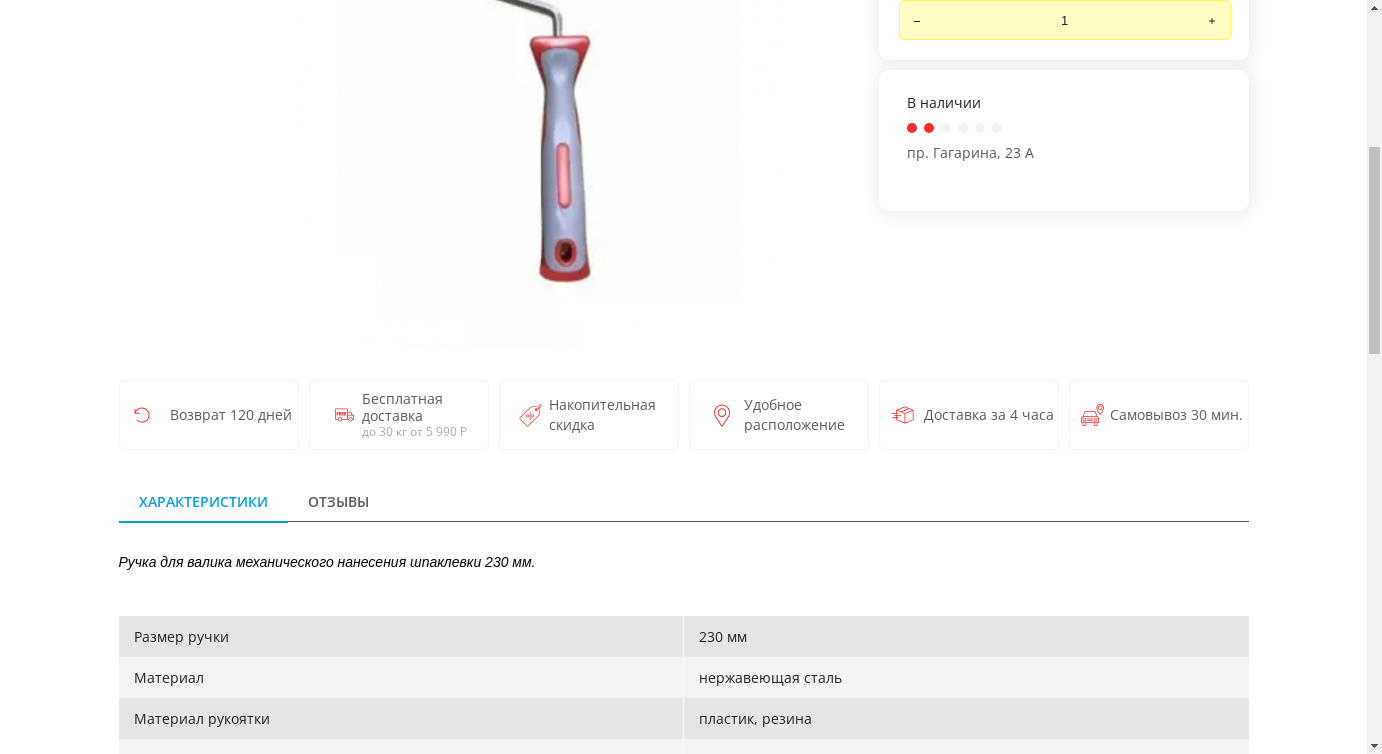 – 1 +
В наличии
пр. Гагарина, 23 А
Возврат 120 дней
Бесплатная
доставка
до 30 кг от 5 990 Р
Накопительная
скидка
Удобное
расположение
Доставка за 4 часа
Самовывоз 30 мин.
ХАРАКТЕРИСТИКИ ОТЗЫВЫ
Ручка для валика механического нанесения шпаклевки 230 мм.
Размер ручки 230 мм
Материал нержавеющая сталь
Материал рукоятки пластик, резина